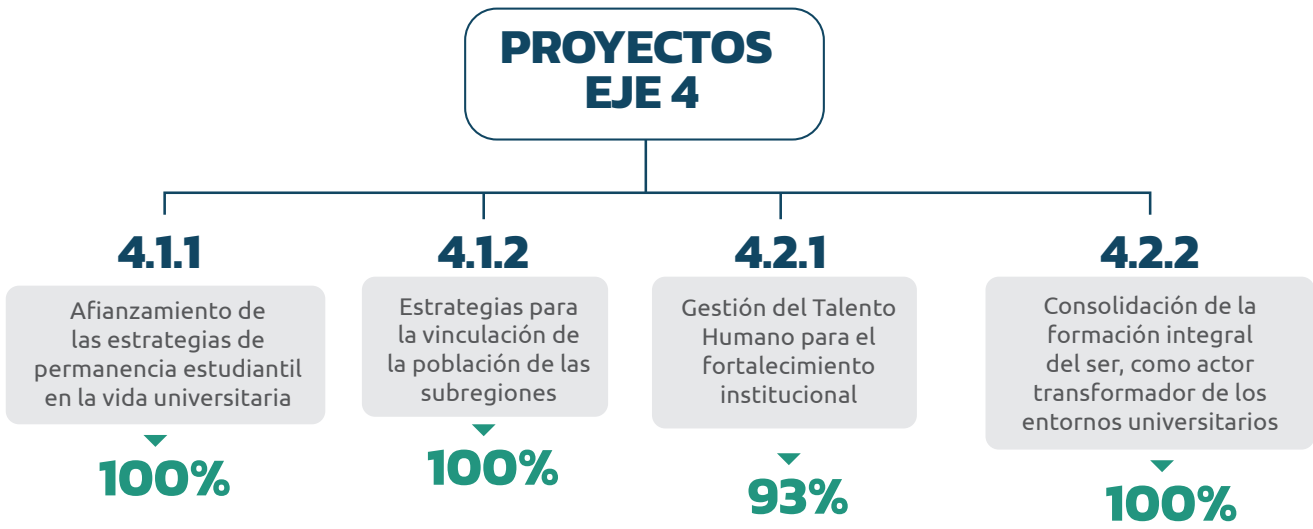 PROYECTOS
EJE 4
4.1.1
Afianzamiento de
las estrategias de
permanencia estudiantil
en la vida universitaria
100%
4.1.2
Estrategias para
la vinculación de
la población de las
subregiones
100%
4.2.1
Gestión del Talento
Humano para el
fortalecimiento
institucional
93%
4.2.2
Consolidación de la
formación integral
del ser, como actor
transformador de los
entornos universitarios
100%